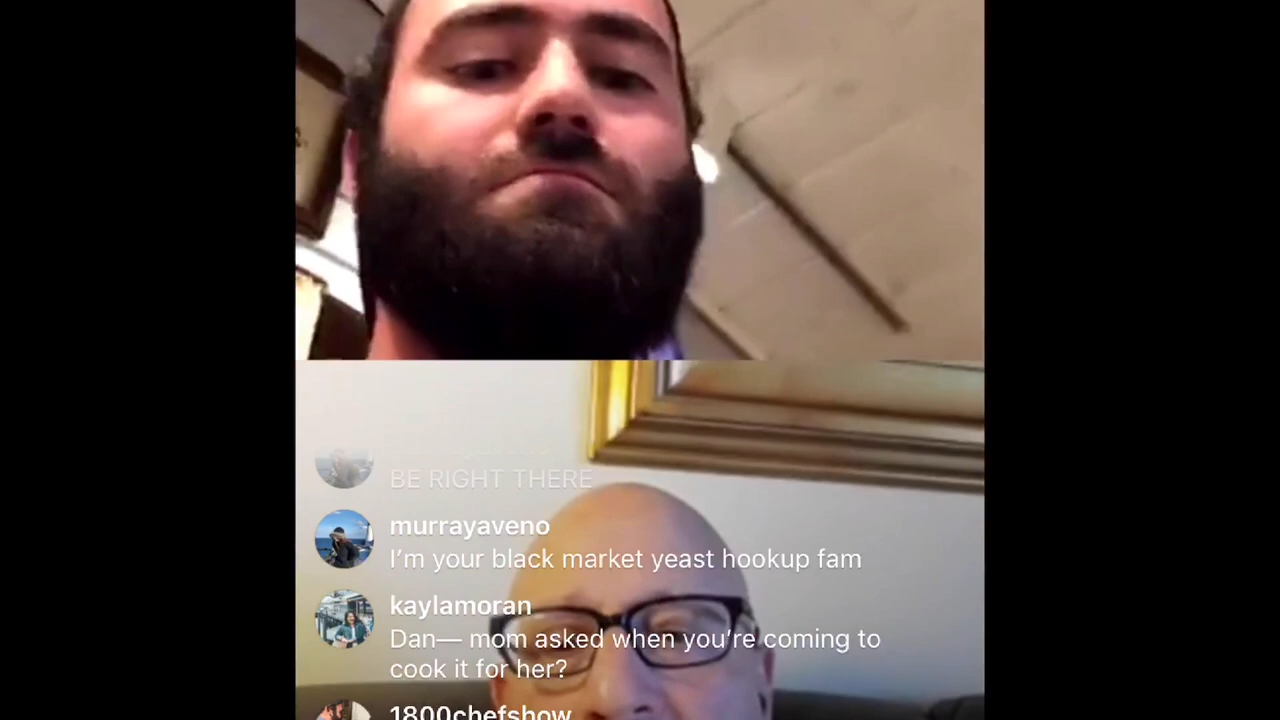 BE RIGHT THERE
murrayaveno
I’m your black market yeast hookup fam
kaylamoran
Dan— mom asked when you’re coming to
cook it for her?
1800chefshow